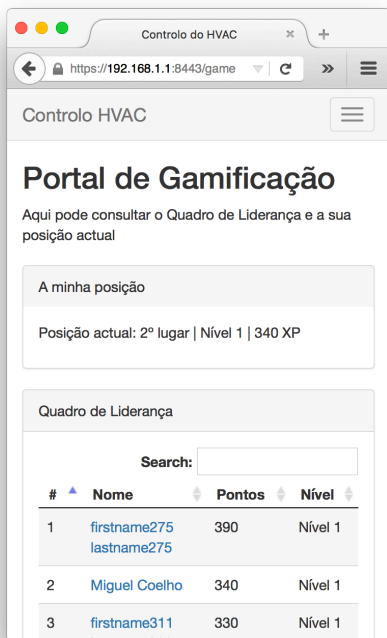 Controlo do HVAC
https://192.168.1.1:8443/game
Controlo HVAC
Portal de Gamificação
Aqui pode consultar o Quadro de Liderança e a sua
posição actual
A minha posição
Posição actual: 2º lugar | Nível 1 | 340 XP
Quadro de Liderança
Search:
# Nome Pontos Nível
1 firstname275 390 Nível 1
lastname275
2 Miguel Coelho 340 Nível 1
3 firstname311 330 Nível 1